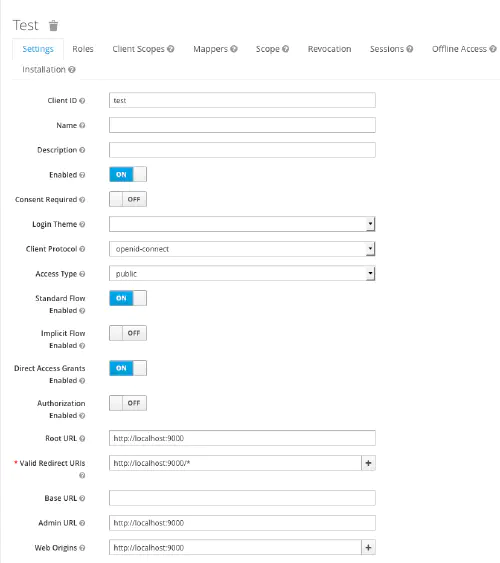 Test
Settings Roles Client Scopes Mappers Scope Revocation Sessions Offline Access
Installation
Client ID test
Name
Description
Enabled ON
Consent Required OFF
Login Theme
Client Protocol openid-connect
Access Type public
Standard Flow
Enabled
ON
Implicit Flow
Enabled
OFF
Direct Access Grants
Enabled
ON
Authorization
Enabled
OFF
Root URL http://localhost:9000
* Valid Redirect URIs http://localhost:9000/* +
Base URL
Admin URL http://localhost:9000
Web Origins http://localhost:9000 +